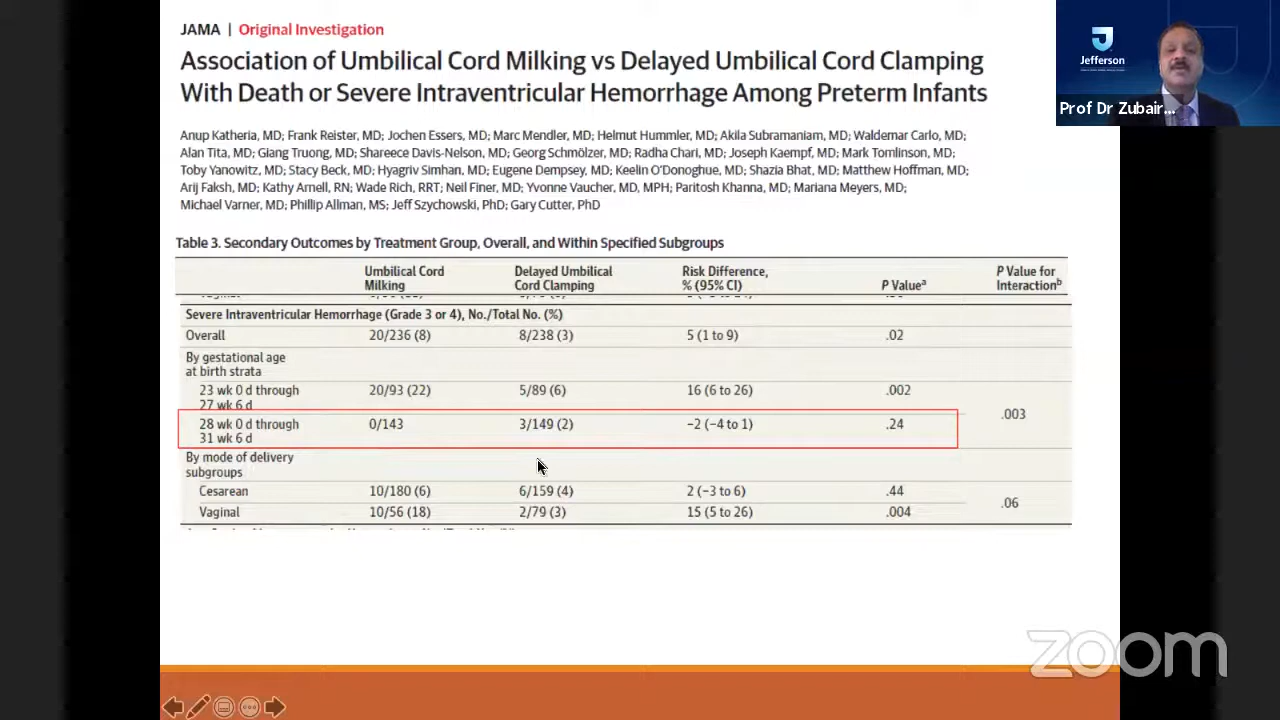 JAMA | Original Investigation
Association of Umbilical Cord Milking vs Delayed Umbilical Cord Clamping
With Death or Severe Intraventricular Hemorrhage Among Preterm Infants
Anup Katheria, MD; Frank Reister, MD; Jochen Essers, MD; Marc Mendler, MD; Helmut Hummler, MD; Akila Subramaniam, MD; Waldemar Carlo, MD;
Alan Tita, MD; Giang Truong, MD; Shareece Davis-Nelson, MD; Georg Schmölzer, MD; Radha Chari, MD; Joseph Kaempf, MD; Mark Tomlinson, MD;
Toby Yanowitz, MD; Stacy Beck, MD; Hyagriv Simhan, MD; Eugene Dempsey, MD; Keelin O'Donoghue, MD; Shazia Bhat, MD; Matthew Hoffman, MD;
Arij Faksh, MD; Kathy Arnell, RN; Wade Rich, RRT; Neil Finer, MD; Yvonne Vaucher, MD, MPH; Paritosh Khanna, MD; Mariana Meyers, MD;
Michael Varner, MD; Phillip Allman, MS; Jeff Szychowski, PhD; Gary Cutter, PhD
Jefferson
Prof Dr Zubair...
Table 3. Secondary Outcomes by Treatment Group, Overall, and Within Specified Subgroups
Umbilical Cord Milking Delayed Umbilical Cord Clamping Risk Difference, % (95% CI) P Valueª P Value for Interactionᵇ
Severe Intraventricular Hemorrhage (Grade 3 or 4), No./Total No. (%)
Overall 20/236 (8) 8/238 (3) 5 (1 to 9) .02
By gestational age
at birth strata
23 wk 0 d through 20/93 (22) 5/89 (6) 16 (6 to 26) .002
27 wk 6 d
.003
28 wk 0 d through 0/143 3/149 (2) −2 (−4 to 1) .24
31 wk 6 d
By mode of delivery
subgroups
Cesarean 10/180 (6) 6/159 (4) 2 (−3 to 6) .44
.06
Vaginal 10/56 (18) 2/79 (3) 15 (5 to 26) .004
zoom